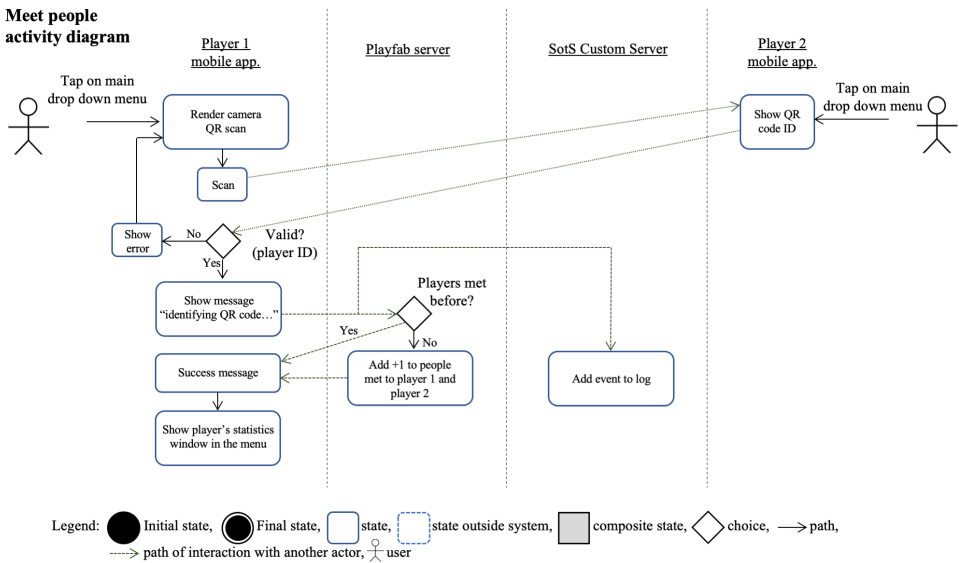 Meet people
activity diagram
Player 1
mobile app.
Playfab server
SotS Custom Server
Player 2
mobile app.
Tap on main
drop down menu
Render camera
QR scan
Show QR
code ID
Tap on main
drop down menu
Scan
Show
error
No
Valid?
(player ID)
Yes
Show message
“identifying QR code…”
Players met
before?
Yes
No
Success message
Add +1 to people
met to player 1 and
player 2
Add event to log
Show player’s statistics
window in the menu
Legend: Initial state, Final state, state, state outside system, composite state, choice, path,
path of interaction with another actor, user